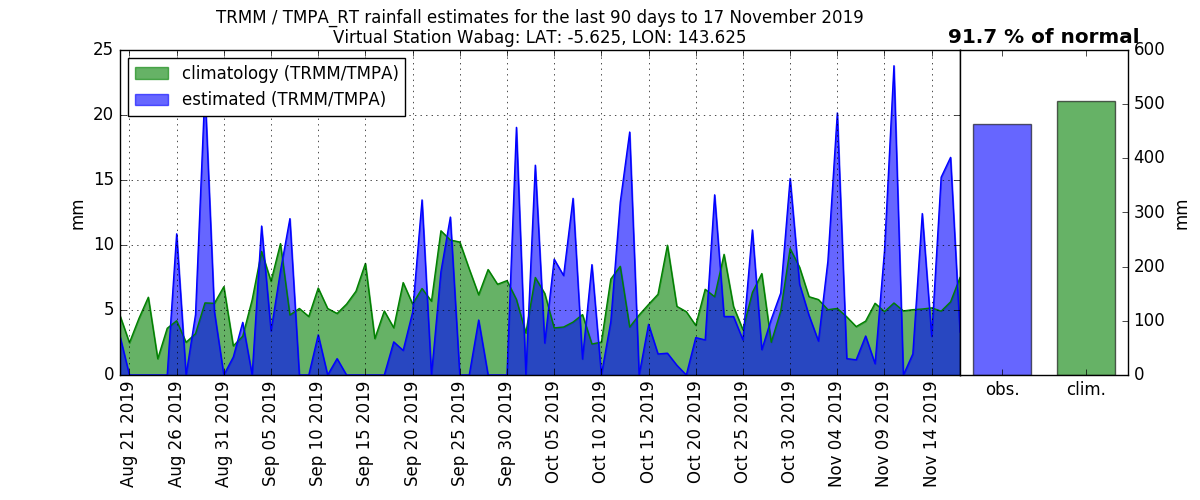 TRMM / TMPA_RT rainfall estimates for the last 90 days to 17 November 2019
Virtual Station Wabag: LAT: -5.625, LON: 143.625
91.7 % of normal
climatology (TRMM/TMPA)
estimated (TRMM/TMPA)
25
20
15
10
5
0
mm
Aug 21 2019
Aug 26 2019
Aug 31 2019
Sep 05 2019
Sep 10 2019
Sep 15 2019
Sep 20 2019
Sep 25 2019
Sep 30 2019
Oct 05 2019
Oct 10 2019
Oct 15 2019
Oct 20 2019
Oct 25 2019
Oct 30 2019
Nov 04 2019
Nov 09 2019
Nov 14 2019
obs.
clim.
600
500
400
300
200
100
0
mm